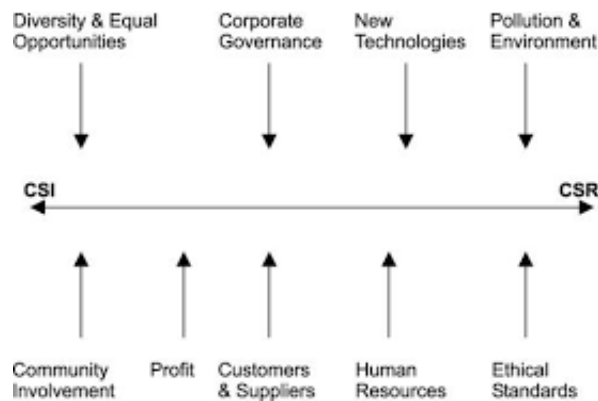 Diversity & Equal
Opportunities
Corporate
Governance
New
Technologies
Pollution &
Environment
CSI
CSR
Community
Involvement
Profit
Customers
& Suppliers
Human
Resources
Ethical
Standards